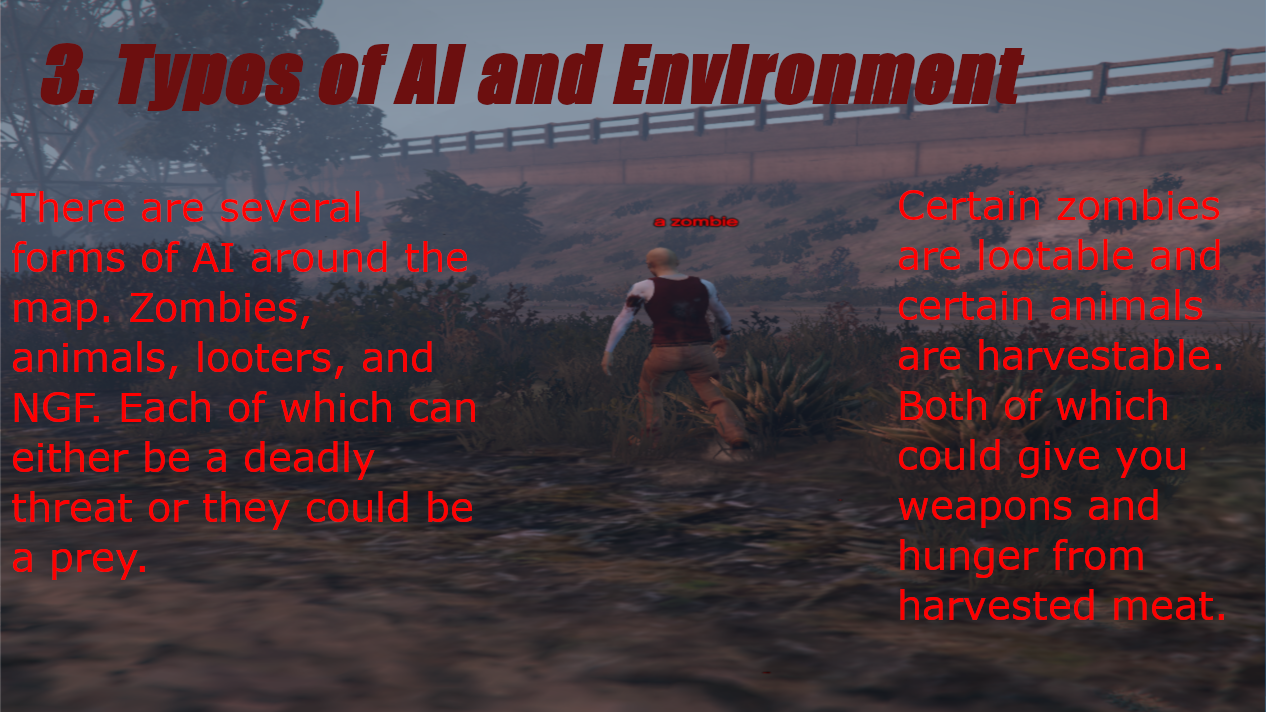 3. Types of AI and Environment
There are several
forms of AI around the
map. Zombies,
animals, looters, and
NGF. Each of which can
either be a deadly
threat or they could be
a prey.
a zombie
Certain zombies
are lootable and
certain animals
are harvestable.
Both of which
could give you
weapons and
hunger from
harvested meat.